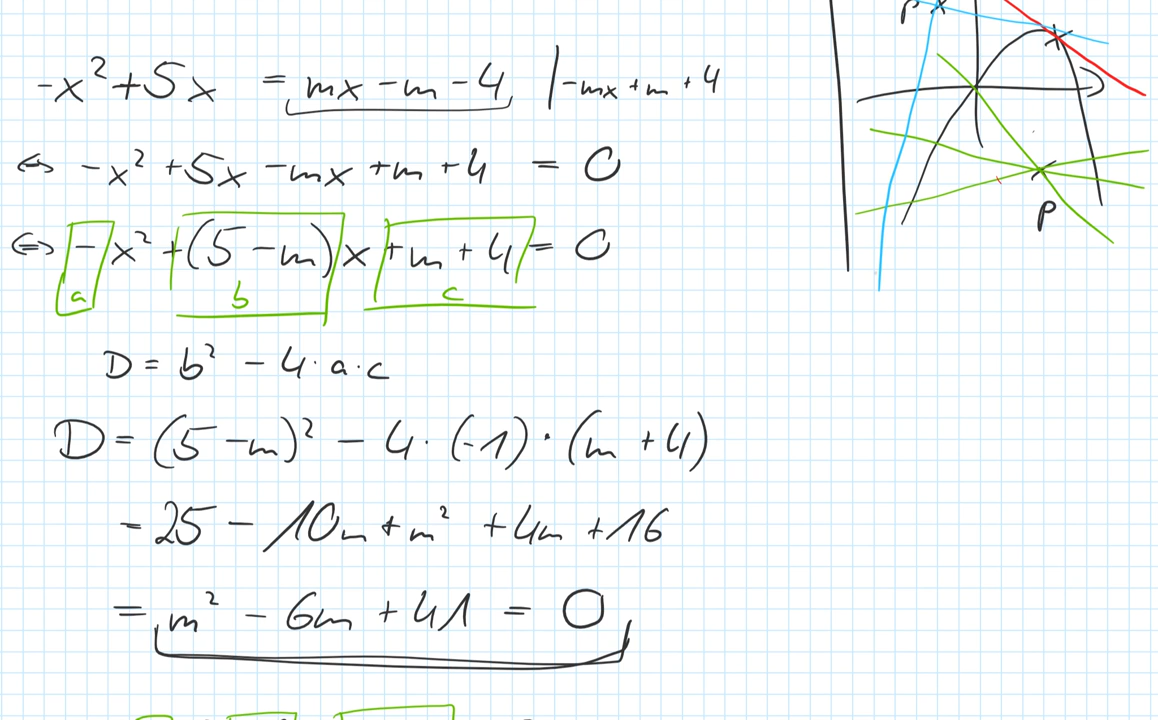 -x² + 5x = mx - m - 4 | -mx + m + 4
⇔ -x² + 5x - mx + m + 4 = 0
⇔ -x² + (5 - m)x + m + 4 = 0
a b c
D = b² - 4 · a · c
D = (5 - m)² - 4 · (-1) · (m + 4)
= 25 - 10m + m² + 4m + 16
= m² - 6m + 41 = 0
P
P